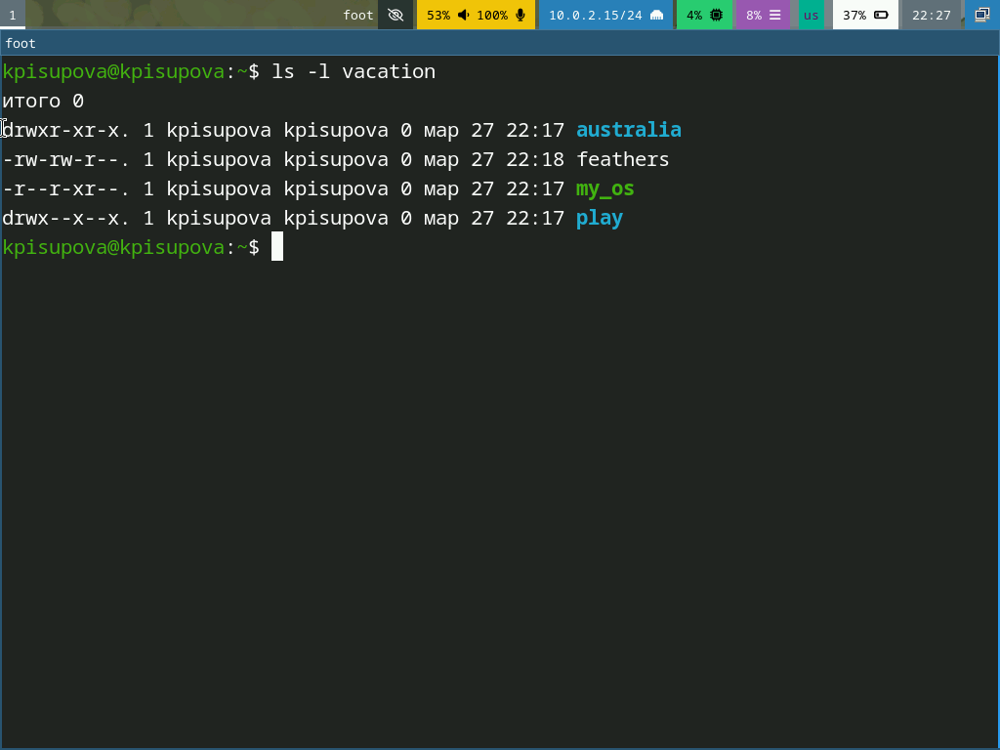 1 foot 53% 100% 10.0.2.15/24 4% 8% us 37% 22:27
foot
kpisupova@kpisupova:~$ ls -l vacation
итого 0
drwxr-xr-x. 1 kpisupova kpisupova 0 мар 27 22:17 australia
-rw-rw-r--. 1 kpisupova kpisupova 0 мар 27 22:18 feathers
-r--r-xr--. 1 kpisupova kpisupova 0 мар 27 22:17 my_os
drwx--x--x. 1 kpisupova kpisupova 0 мар 27 22:17 play
kpisupova@kpisupova:~$